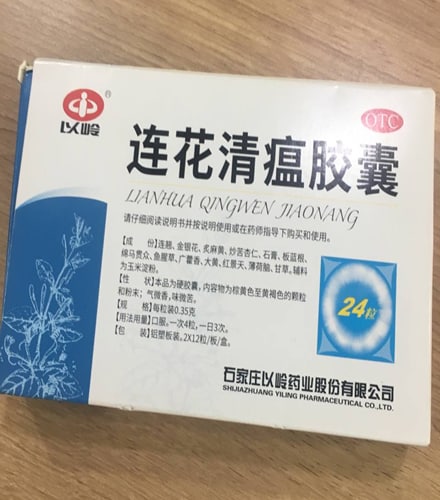 以岭
®
OTC
连花清瘟胶囊
LIANHUA QINGWEN JIAONANG
请仔细阅读说明书并按说明使用或在药师指导下购买和使用。
【成　份】连翘、金银花、炙麻黄、炒苦杏仁、石膏、板蓝根、
绵马贯众、鱼腥草、广藿香、大黄、红景天、薄荷脑、甘草。辅料
为玉米淀粉。
【性　状】本品为硬胶囊，内容物为棕黄色至黄褐色的颗粒
和粉末；气微香，味微苦。
【规　格】每粒装0.35克
【用法用量】口服。一次4粒，一日3次。
【包　装】铝塑板装。2X12粒/板/盒。
24粒
石家庄以岭药业股份有限公司
SHIJIAZHUANG YILING PHARMACEUTICAL CO.,LTD.